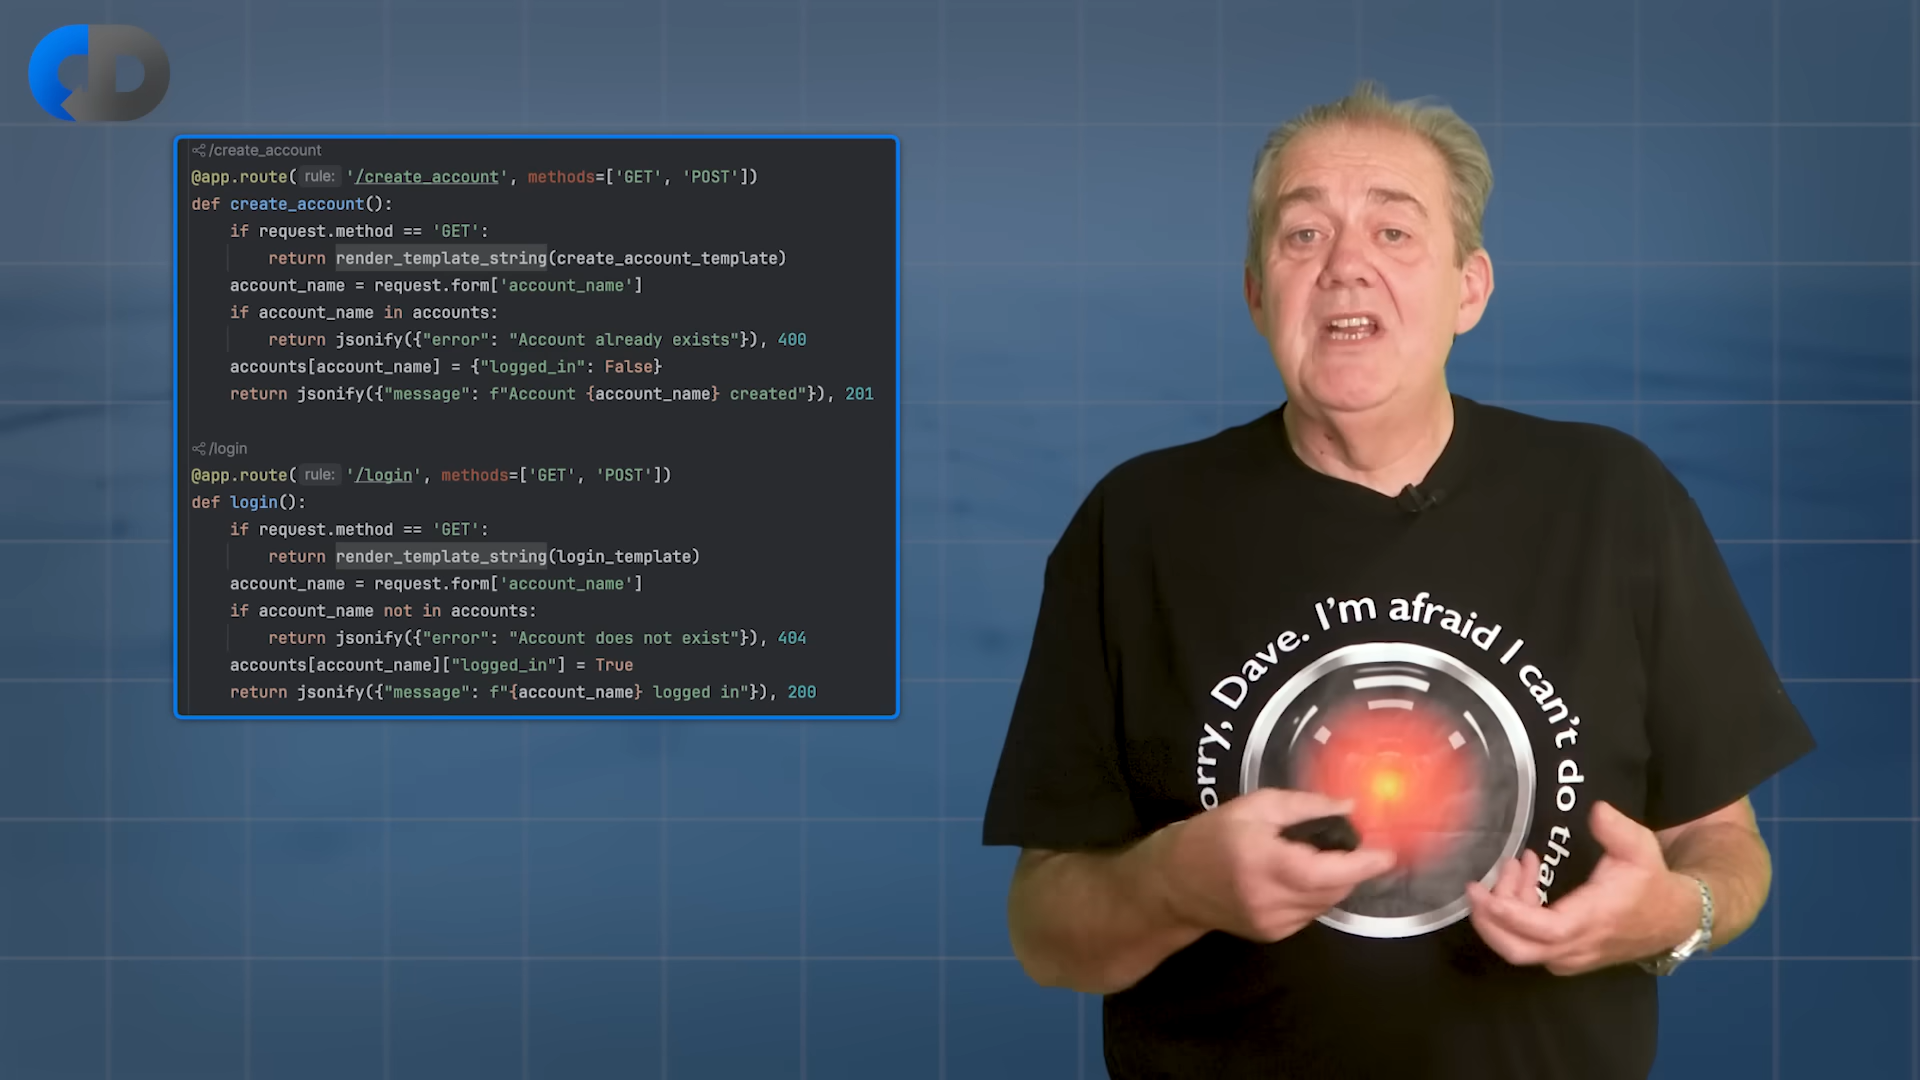 CD
/create_account
@app.route( rule: '/create_account', methods=['GET', 'POST'])
def create_account():
    if request.method == 'GET':
        return render_template_string(create_account_template)
    account_name = request.form['account_name']
    if account_name in accounts:
        return jsonify({"error": "Account already exists"}), 400
    accounts[account_name] = {"logged_in": False}
    return jsonify({"message": f"Account {account_name} created"}), 201
/login
@app.route( rule: '/login', methods=['GET', 'POST'])
def login():
    if request.method == 'GET':
        return render_template_string(login_template)
    account_name = request.form['account_name']
    if account_name not in accounts:
        return jsonify({"error": "Account does not exist"}), 404
    accounts[account_name]["logged_in"] = True
    return jsonify({"message": f"{account_name} logged in"}), 200
orry, Dave. I'm afraid I can't do tha